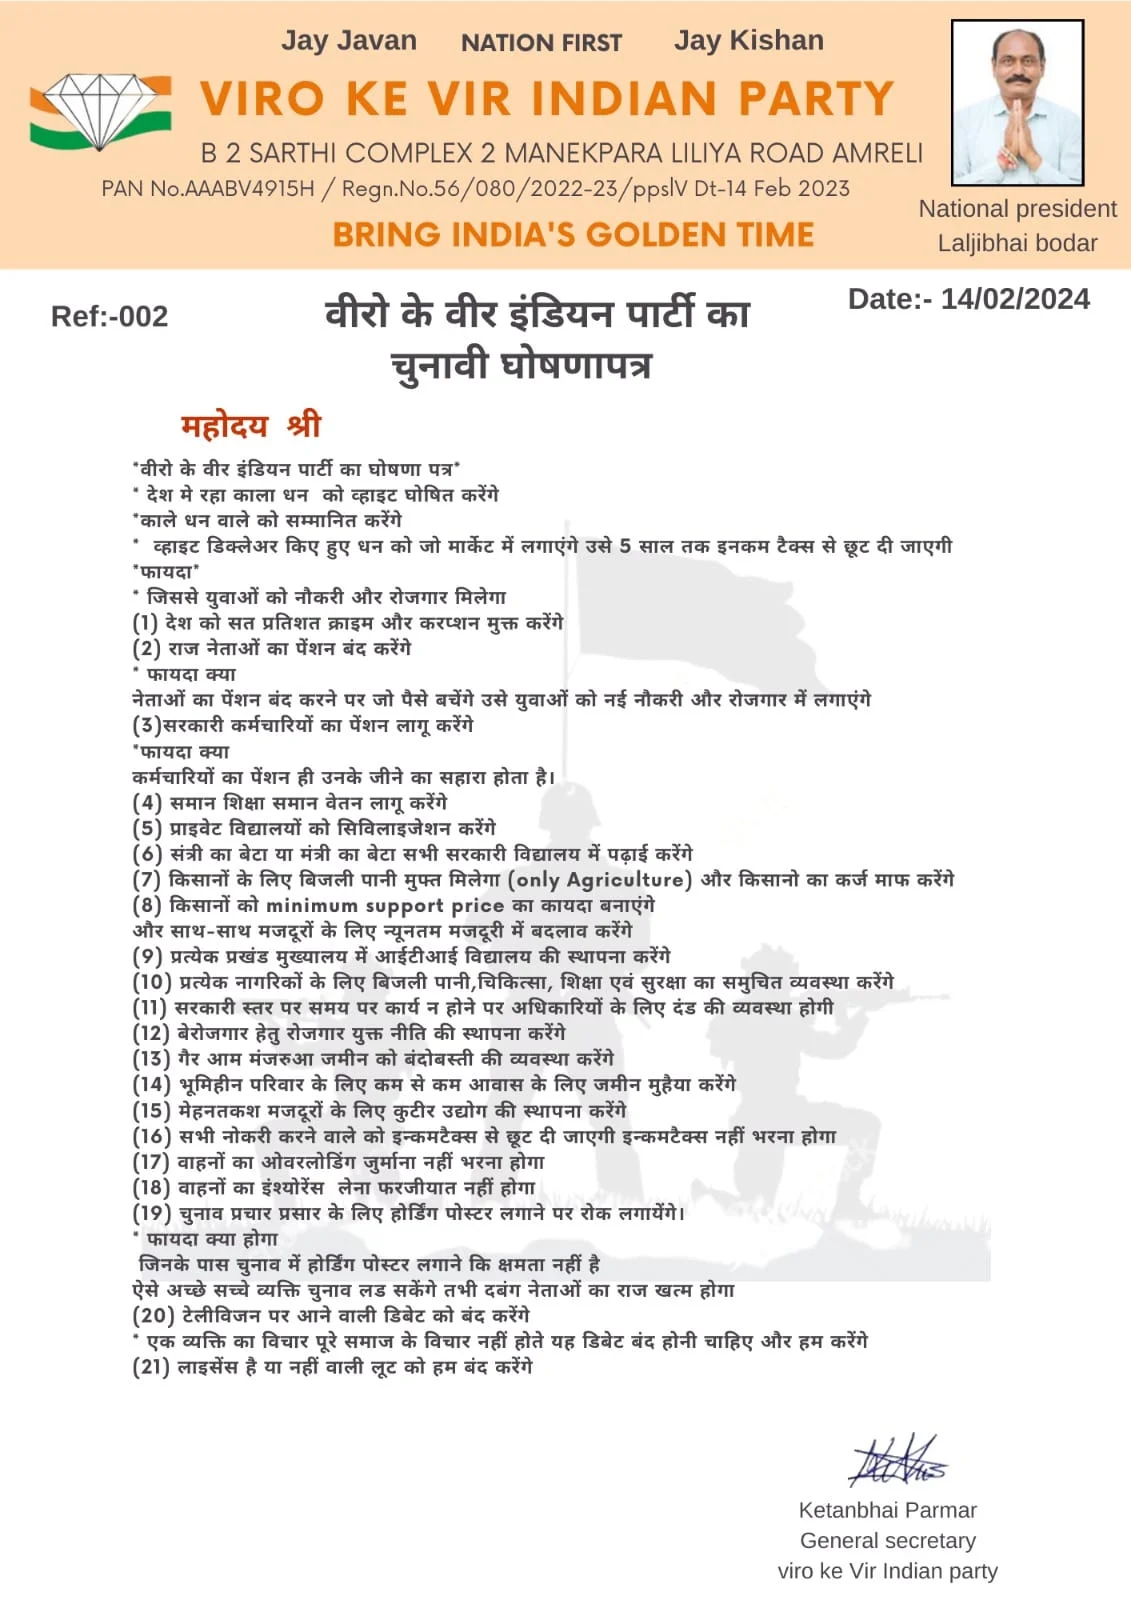 Jay Javan NATION FIRST Jay Kishan
VIRO KE VIR INDIAN PARTY
B 2 SARTHI COMPLEX 2 MANEKPARA LILIYA ROAD AMRELI
PAN No.AAABV4915H / Regn.No.56/080/2022-23/ppslV Dt-14 Feb 2023
BRING INDIA'S GOLDEN TIME
National president
Laljibhai bodar
Ref:-002
Date:- 14/02/2024
वीरो के वीर इंडियन पार्टी का
चुनावी घोषणापत्र
महोदय श्री
*वीरो के वीर इंडियन पार्टी का घोषणा पत्र*
* देश मे रहा काला धन को व्हाइट घोषित करेंगे
*काले धन वाले को सम्मानित करेंगे
* व्हाइट डिक्लेअर किए हुए धन को जो मार्केट में लगाएंगे उसे 5 साल तक इनकम टैक्स से छूट दी जाएगी
*फायदा*
* जिससे युवाओं को नौकरी और रोजगार मिलेगा
(1) देश को सत प्रतिशत क्राइम और करप्शन मुक्त करेंगे
(2) राज नेताओं का पेंशन बंद करेंगे
* फायदा क्या
नेताओं का पेंशन बंद करने पर जो पैसे बचेंगे उसे युवाओं को नई नौकरी और रोजगार में लगाएंगे
(3)सरकारी कर्मचारियों का पेंशन लागू करेंगे
*फायदा क्या
कर्मचारियों का पेंशन ही उनके जीने का सहारा होता है।
(4) समान शिक्षा समान वेतन लागू करेंगे
(5) प्राइवेट विद्यालयों को सिविलाइजेशन करेंगे
(6) संत्री का बेटा या मंत्री का बेटा सभी सरकारी विद्यालय में पढ़ाई करेंगे
(7) किसानों के लिए बिजली पानी मुफ्त मिलेगा (only Agriculture) और किसानो का कर्ज माफ करेंगे
(8) किसानों को minimum support price का कायदा बनाएंगे
और साथ-साथ मजदूरों के लिए न्यूनतम मजदूरी में बदलाव करेंगे
(9) प्रत्येक प्रखंड मुख्यालय में आईटीआई विद्यालय की स्थापना करेंगे
(10) प्रत्येक नागरिकों के लिए बिजली पानी,चिकित्सा, शिक्षा एवं सुरक्षा का समुचित व्यवस्था करेंगे
(11) सरकारी स्तर पर समय पर कार्य न होने पर अधिकारियों के लिए दंड की व्यवस्था होगी
(12) बेरोजगार हेतु रोजगार युक्त नीति की स्थापना करेंगे
(13) गैर आम मंजरुआ जमीन को बंदोबस्ती की व्यवस्था करेंगे
(14) भूमिहीन परिवार के लिए कम से कम आवास के लिए जमीन मुहैया करेंगे
(15) मेहनतकश मजदूरों के लिए कुटीर उद्योग की स्थापना करेंगे
(16) सभी नोकरी करने वाले को इन्कमटैक्स से छूट दी जाएगी इन्कमटैक्स नहीं भरना होगा
(17) वाहनों का ओवरलोडिंग जुर्माना नहीं भरना होगा
(18) वाहनों का इंश्योरेंस लेना फरजीयात नहीं होगा
(19) चुनाव प्रचार प्रसार के लिए होर्डिंग पोस्टर लगाने पर रोक लगायेंगे।
* फायदा क्या होगा
जिनके पास चुनाव में होर्डिंग पोस्टर लगाने कि क्षमता नहीं है
ऐसे अच्छे सच्चे व्यक्ति चुनाव लड सकेंगे तभी दबंग नेताओं का राज खत्म होगा
(20) टेलीविजन पर आने वाली डिबेट को बंद करेंगे
* एक व्यक्ति का विचार पूरे समाज के विचार नहीं होते यह डिबेट बंद होनी चाहिए और हम करेंगे
(21) लाइसेंस है या नहीं वाली लूट को हम बंद करेंगे
Ketanbhai Parmar
General secretary
viro ke Vir Indian party